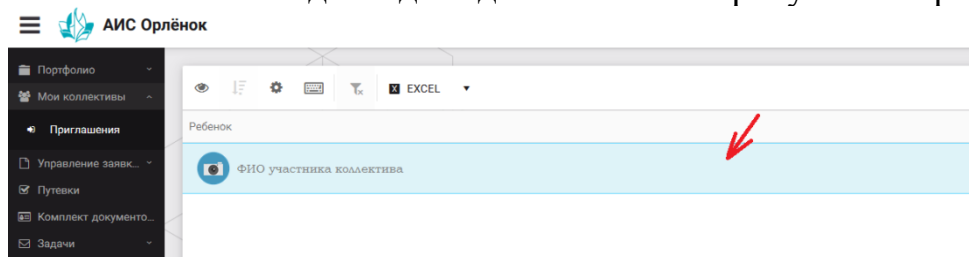 АИС Орлёнок
Портфолио
Мои коллективы
Приглашения
Управление заявк...
Путевки
Комплект документо...
Задачи
EXCEL
Ребенок
ФИО участника коллектива